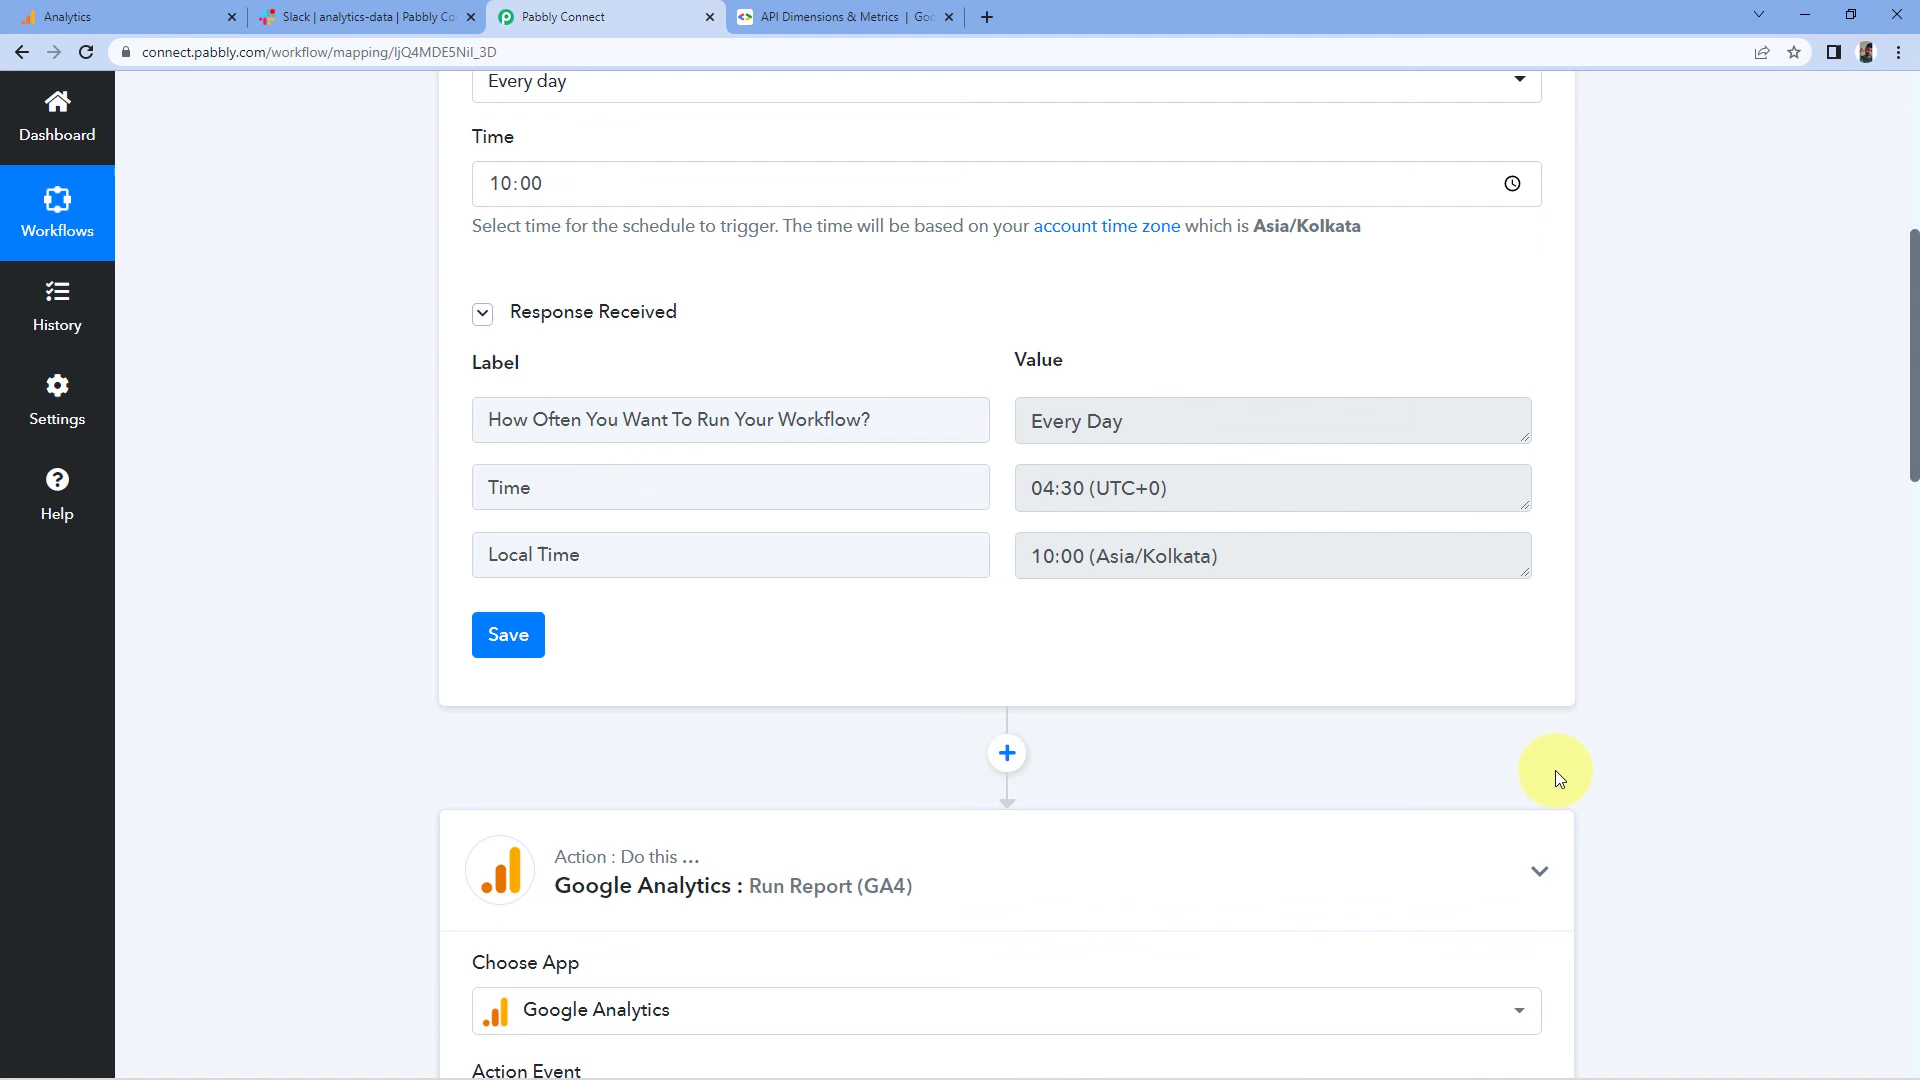 Analytics
Slack | analytics-data | Pabbly Co
Pabbly Connect
API Dimensions & Metrics | Goo
connect.pabbly.com/workflow/mapping/IjQ4MDE5NiI_3D
Dashboard
Workflows
History
Settings
Help
Every day
Time
10:00
Select time for the schedule to trigger. The time will be based on your account time zone which is Asia/Kolkata
Response Received
Label
Value
How Often You Want To Run Your Workflow?
Every Day
Time
04:30 (UTC+0)
Local Time
10:00 (Asia/Kolkata)
Save
Action : Do this ...
Google Analytics : Run Report (GA4)
Choose App
Google Analytics
Action Event